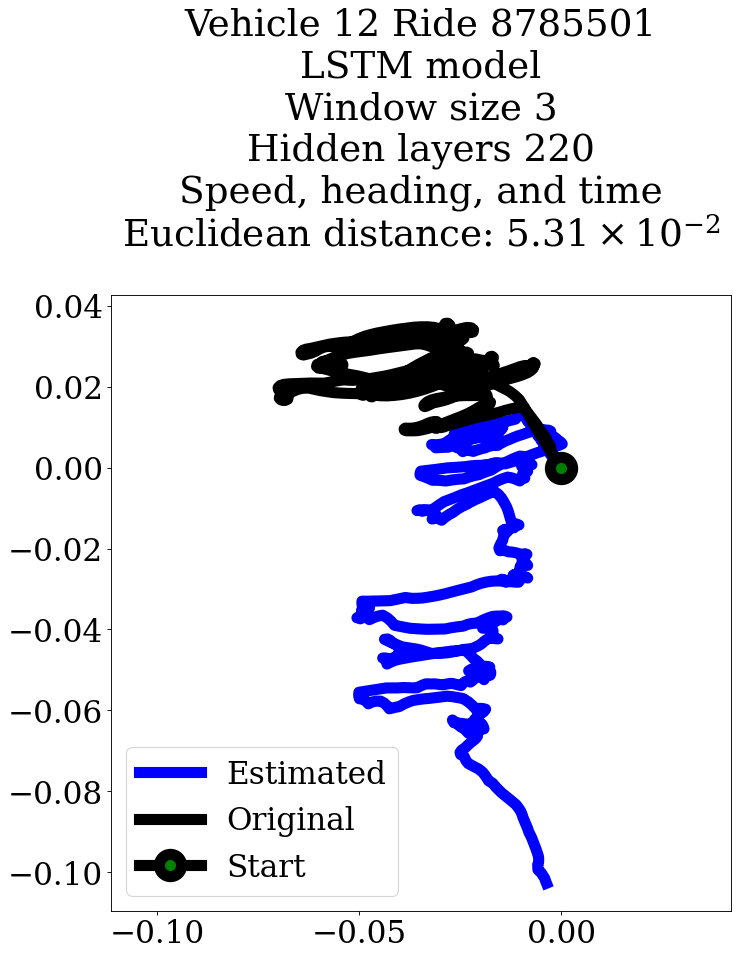 Vehicle 12 Ride 8785501
LSTM model
Window size 3
Hidden layers 220
Speed, heading, and time
Euclidean distance: 5.31 × 10⁻²
0.04
0.02
0.00
−0.02
−0.04
−0.06
−0.08
−0.10
Estimated
Original
Start
−0.10 −0.05 0.00